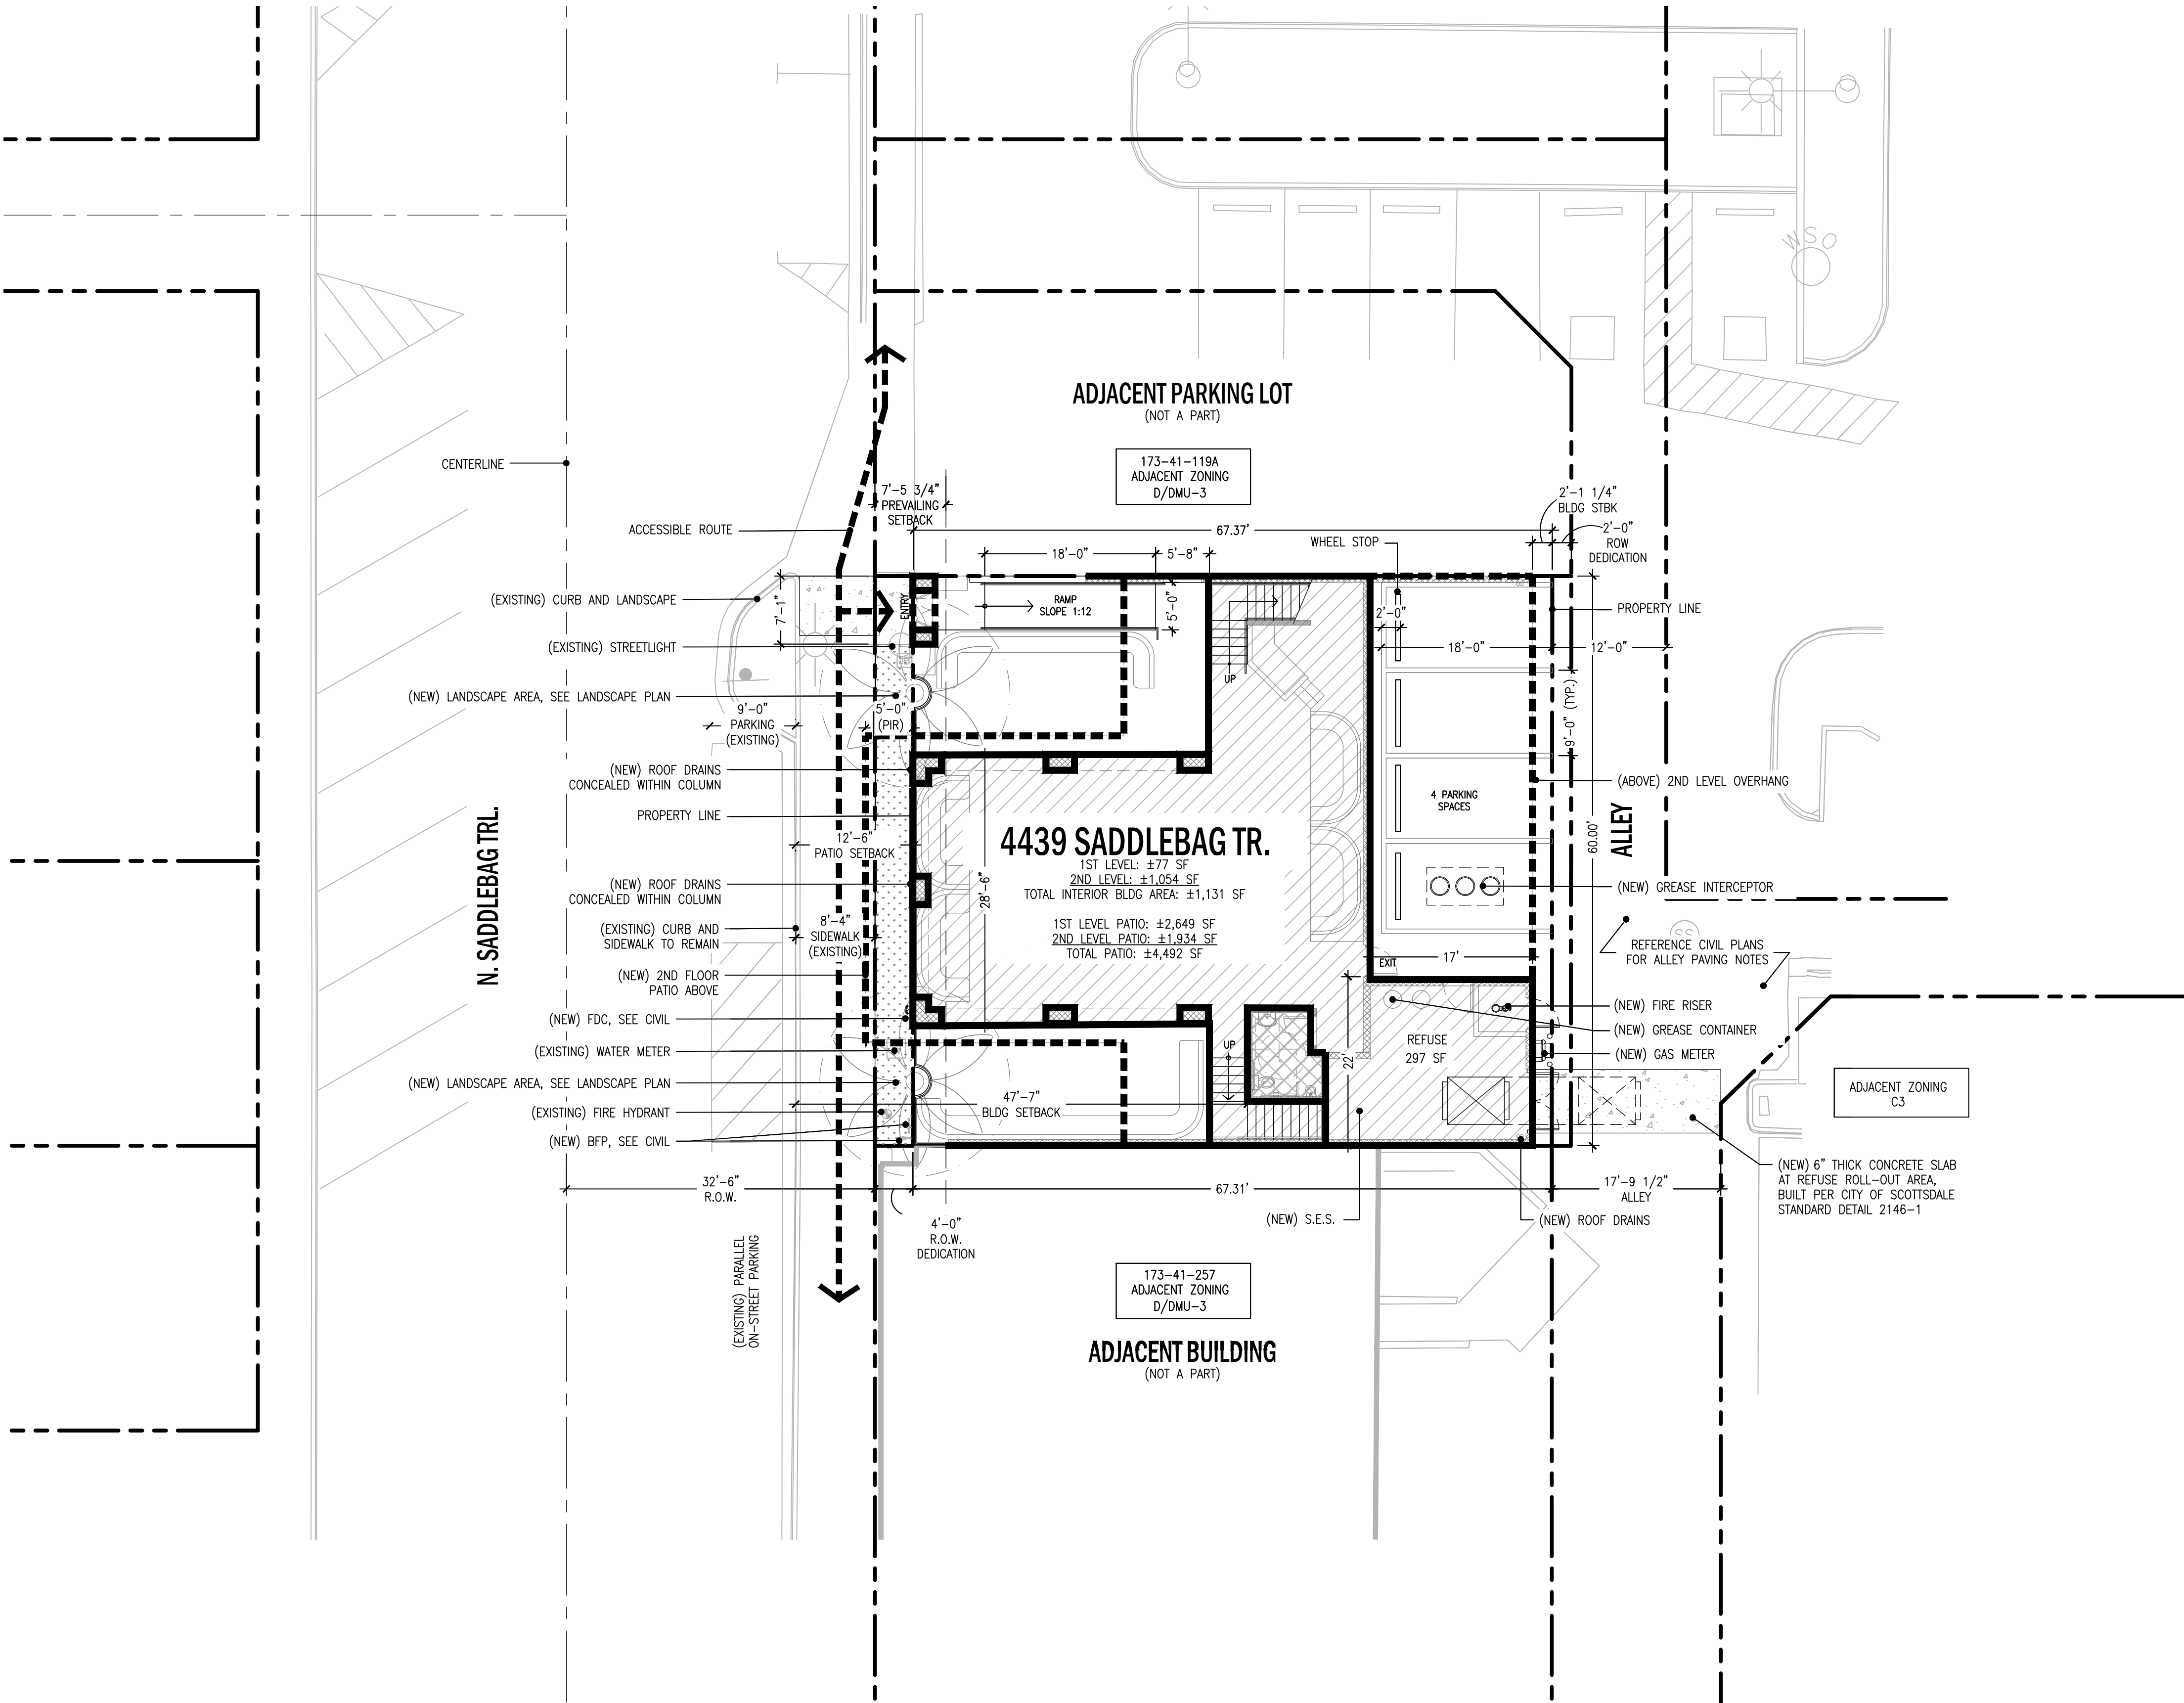 ADJACENT PARKING LOT
(NOT A PART)
173-41-119A
ADJACENT ZONING
D/DMU-3
CENTERLINE
ACCESSIBLE ROUTE
7'-5 3/4"
PREVAILING
SETBACK
67.37'
2'-1 1/4"
BLDG STBK
2'-0"
ROW
DEDICATION
WHEEL STOP
18'-0"
5'-8"
(EXISTING) CURB AND LANDSCAPE
7'-1"
ENTRY
RAMP
SLOPE 1:12
5'-0"
2'-0"
PROPERTY LINE
(EXISTING) STREETLIGHT
18'-0"
12'-0"
UP
(NEW) LANDSCAPE AREA, SEE LANDSCAPE PLAN
9'-0"
PARKING
(EXISTING)
5'-0"
(PIR)
9'-0" (TYP.)
(NEW) ROOF DRAINS
CONCEALED WITHIN COLUMN
(ABOVE) 2ND LEVEL OVERHANG
4 PARKING
SPACES
PROPERTY LINE
12'-6"
PATIO SETBACK
N. SADDLEBAG TRL.
ALLEY
60.00'
4439 SADDLEBAG TR.
1ST LEVEL: ±77 SF
2ND LEVEL: ±1,054 SF
TOTAL INTERIOR BLDG AREA: ±1,131 SF
1ST LEVEL PATIO: ±2,649 SF
2ND LEVEL PATIO: ±1,934 SF
TOTAL PATIO: ±4,492 SF
28'-6"
(NEW) ROOF DRAINS
CONCEALED WITHIN COLUMN
(NEW) GREASE INTERCEPTOR
(EXISTING) CURB AND
SIDEWALK TO REMAIN
8'-4"
SIDEWALK
(EXISTING)
SS
REFERENCE CIVIL PLANS
FOR ALLEY PAVING NOTES
17'
EXIT
(NEW) 2ND FLOOR
PATIO ABOVE
(NEW) FIRE RISER
(NEW) FDC, SEE CIVIL
(NEW) GREASE CONTAINER
REFUSE
297 SF
UP
22'
(EXISTING) WATER METER
(NEW) GAS METER
(NEW) LANDSCAPE AREA, SEE LANDSCAPE PLAN
47'-7"
BLDG SETBACK
ADJACENT ZONING
C3
(EXISTING) FIRE HYDRANT
(NEW) BFP, SEE CIVIL
(NEW) 6" THICK CONCRETE SLAB
AT REFUSE ROLL-OUT AREA,
BUILT PER CITY OF SCOTTSDALE
STANDARD DETAIL 2146-1
32'-6"
R.O.W.
67.31'
17'-9 1/2"
ALLEY
4'-0"
R.O.W.
DEDICATION
(NEW) S.E.S.
(NEW) ROOF DRAINS
(EXISTING) PARALLEL
ON-STREET PARKING
173-41-257
ADJACENT ZONING
D/DMU-3
ADJACENT BUILDING
(NOT A PART)